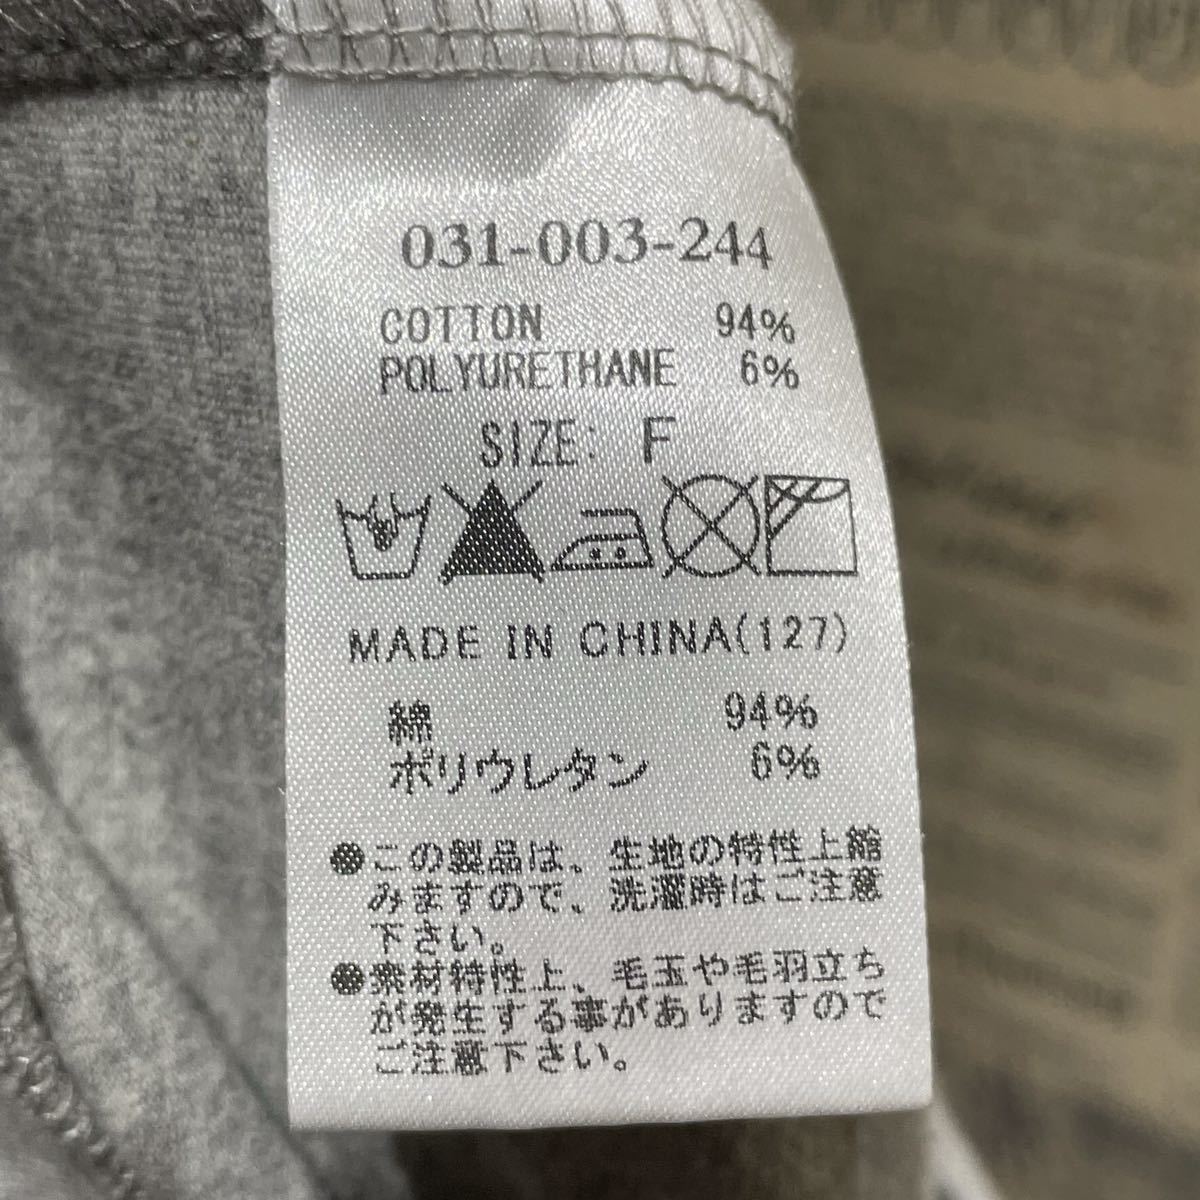 031-003-244
COTTON 94%
POLYURETHANE 6%
SIZE: F
MADE IN CHINA(127)
綿 94%
ポリウレタン 6%
●この製品は、生地の特性上縮
みますので、洗濯時はご注意
下さい。
●素材特性上、毛玉や毛羽立ち
が発生する事がありますので
ご注意下さい。